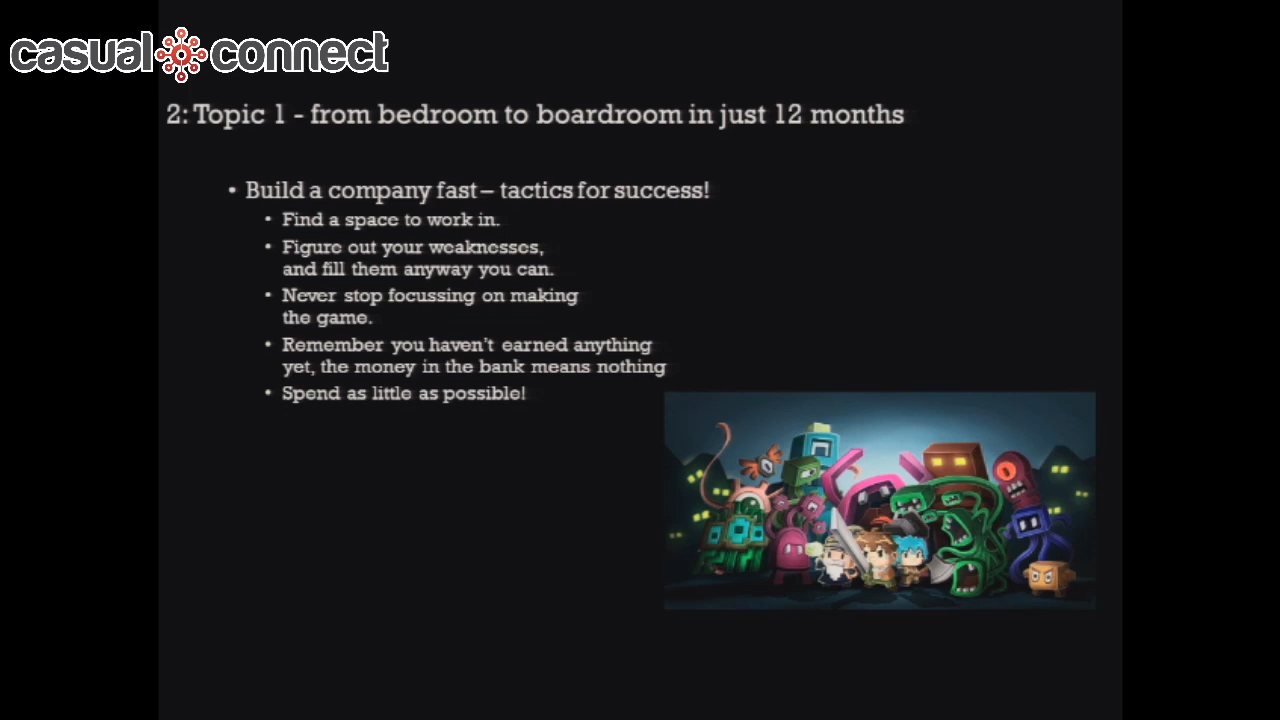 casual connect
2: Topic 1 - from bedroom to boardroom in just 12 months
• Build a company fast – tactics for success!
• Find a space to work in.
• Figure out your weaknesses,
and fill them anyway you can.
• Never stop focussing on making
the game.
• Remember you haven't earned anything
yet, the money in the bank means nothing
• Spend as little as possible!